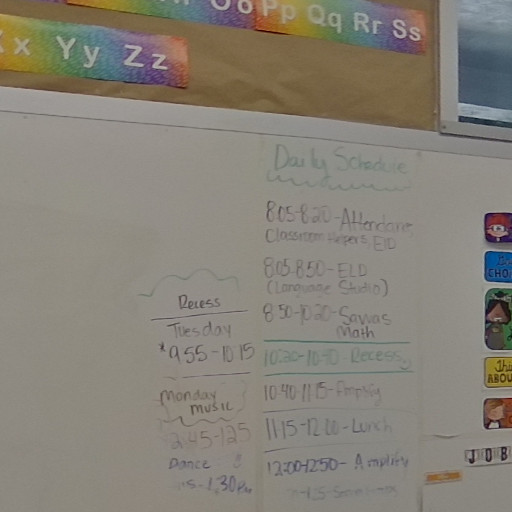 Oo Pp Qq Rr Ss
Xx Yy Zz
Daily Schedule
8:05-8:20-Attendance
Classroom Helpers, ELD
8:05-8:50-ELD
(Language Studio)
8:50-10:20-Savvas
Math
10:20-10:40-Recess
10:40-11:15-Amplify
11:15-12:00-Lunch
12:00-12:50-Amplify
Recess
Tuesday
*9:55-10:15
Monday
music
12:45-1:25
Dance
1:30
JOB